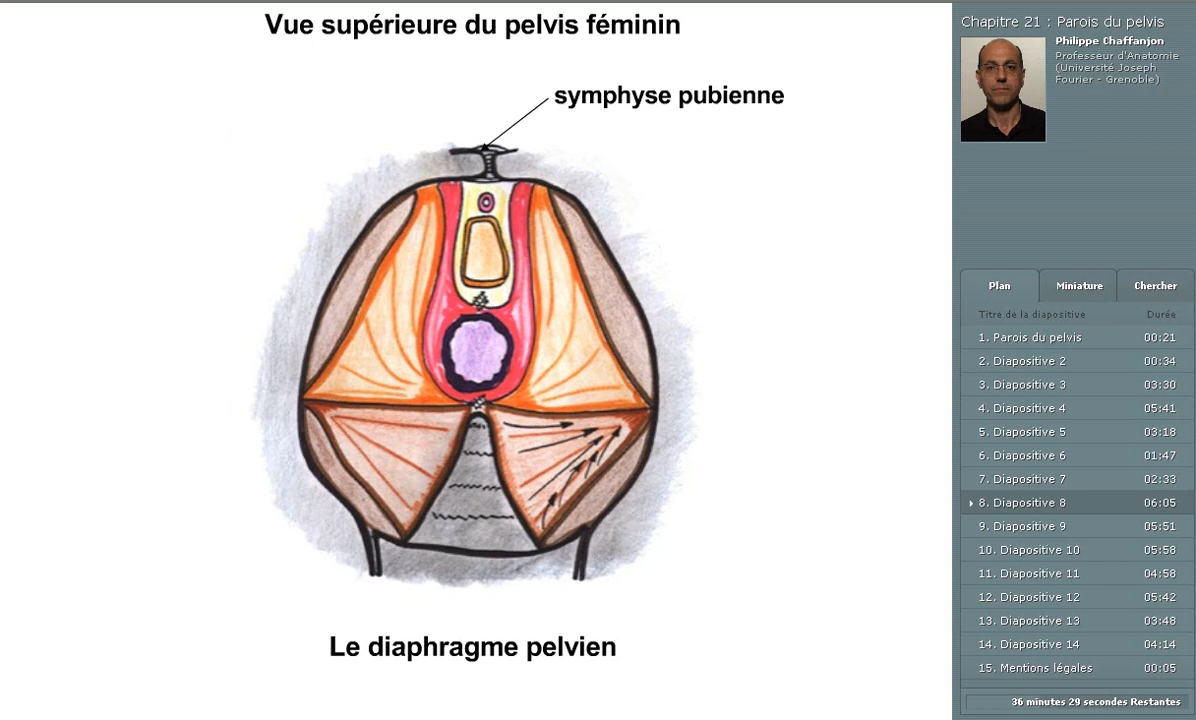 Vue supérieure du pelvis féminin
symphyse pubienne
Le diaphragme pelvien
Chapitre 21 : Parois du pelvis
Philippe Chaffanjon
Professeur d'Anatomie
(Université Joseph
Fourier - Grenoble)
Plan Miniature Chercher
Titre de la diapositive Durée
1. Parois du pelvis 00:21
2. Diapositive 2 00:34
3. Diapositive 3 03:30
4. Diapositive 4 05:41
5. Diapositive 5 03:18
6. Diapositive 6 01:47
7. Diapositive 7 02:33
8. Diapositive 8 06:05
9. Diapositive 9 05:51
10. Diapositive 10 05:58
11. Diapositive 11 04:58
12. Diapositive 12 05:42
13. Diapositive 13 03:48
14. Diapositive 14 04:14
15. Mentions légales 00:05
36 minutes 29 secondes Restantes